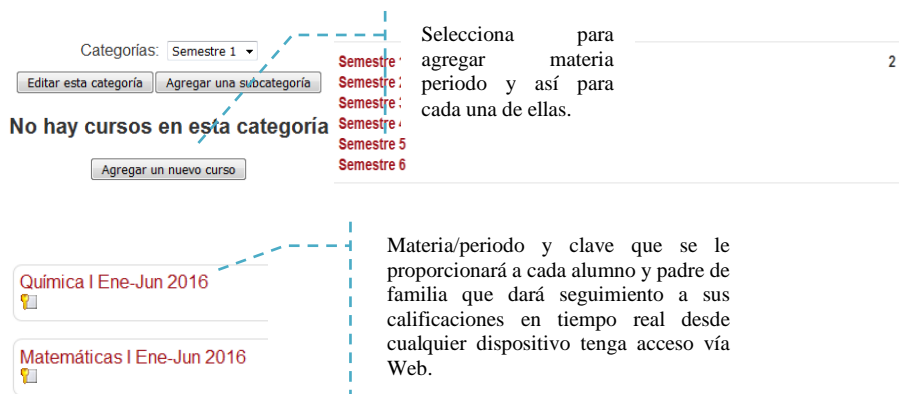 Categorías: Semestre 1
Editar esta categoría Agregar una subcategoría
No hay cursos en esta categoría
Agregar un nuevo curso
Semestre
Semestre 2
Semestre
Semestre
Semestre 5
Semestre 6
2
Selecciona para
agregar materia
periodo y así para
cada una de ellas.
Química I Ene-Jun 2016
Matemáticas I Ene-Jun 2016
Materia/periodo y clave que se le
proporcionará a cada alumno y padre de
familia que dará seguimiento a sus
calificaciones en tiempo real desde
cualquier dispositivo tenga acceso vía
Web.